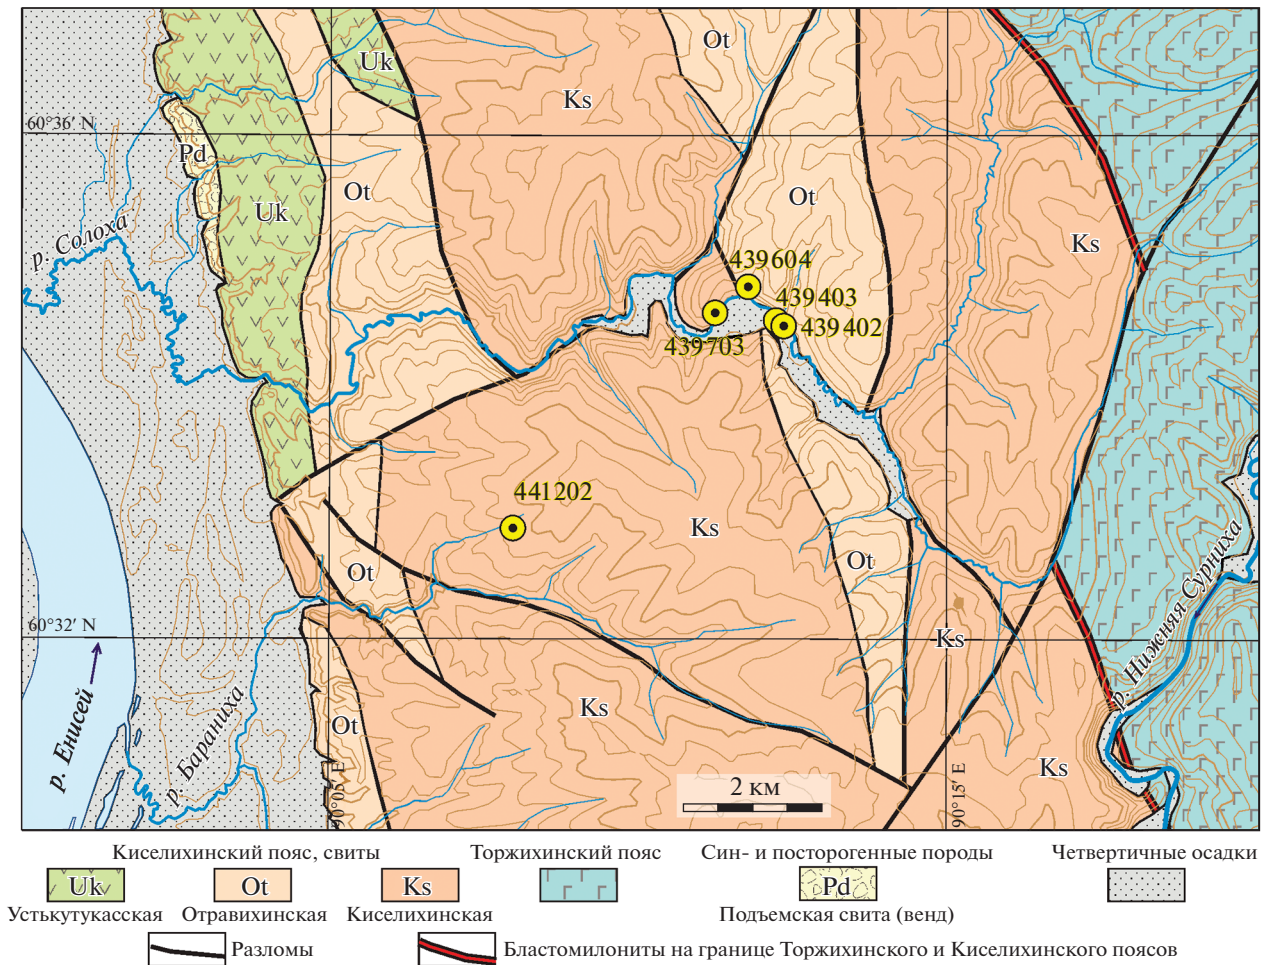 Ot
Uk
Ks
60°36′ N
Pd
Ot
Ot
Uk
р. Солоха
Ks
439604
439403
439402
439703
441202
Ks
Ot
Ot
р. Нижняя Сурниха
60°32′ N
Ks
р. Енисей
р. Бараниха
Ot
Ks
Ks
90°05′ E
2 км
90°15′ E
Киселихинский пояс, свиты Торжихинский пояс Син- и посторогенные породы Четвертичные осадки
Uk Ot Ks Pd
Усткутукасская Отравихинская Киселихинская Подъемская свита (венд)
Разломы Бластомилониты на границе Торжихинского и Киселихинского поясов